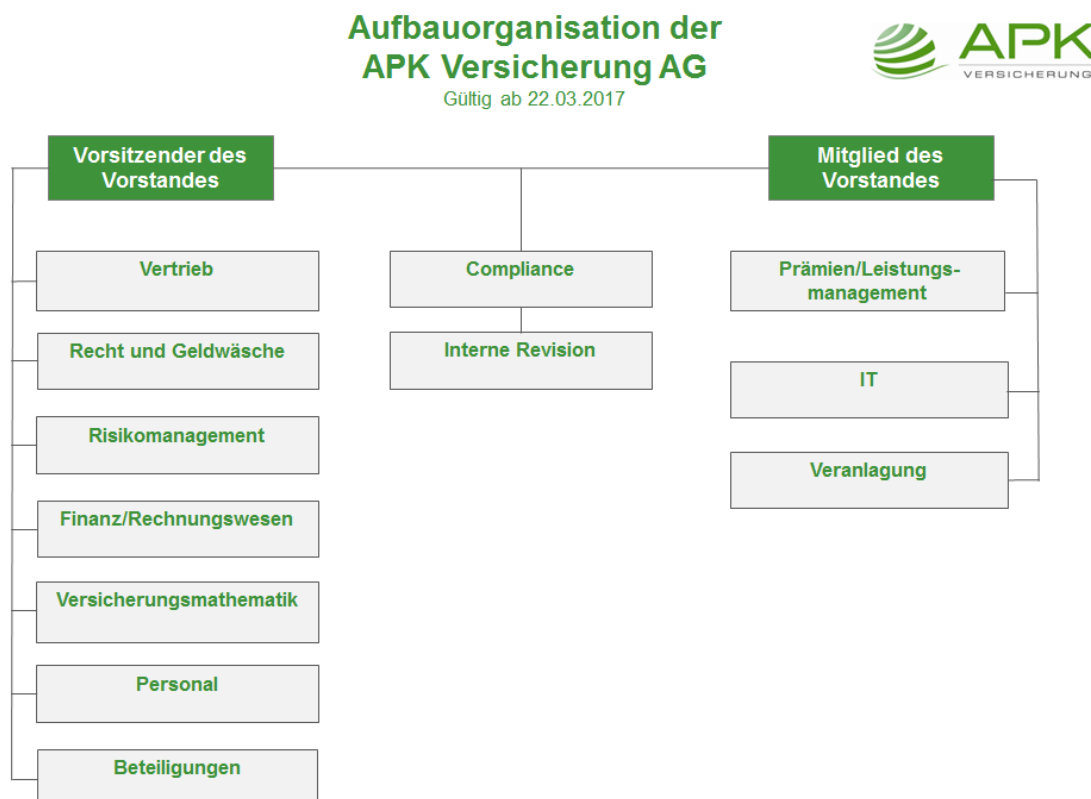 Aufbauorganisation der
APK Versicherung AG
Gültig ab 22.03.2017
APK
VERSICHERUNG
Vorsitzender des
Vorstandes
Mitglied des
Vorstandes
Vertrieb
Recht und Geldwäsche
Risikomanagement
Finanz/Rechnungswesen
Versicherungsmathematik
Personal
Beteiligungen
Compliance
Interne Revision
Prämien/Leistungs-
management
IT
Veranlagung